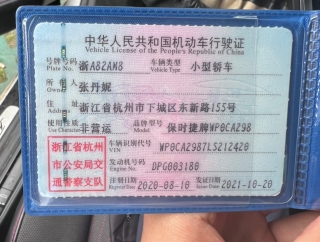 中华人民共和国机动车行驶证
Vehicle License of the People's Republic of China
号牌号码 Plate No. 浙A82AM8 车辆类型 Vehicle Type 小型轿车
所有人 Owner 张丹妮
住址 Address 浙江省杭州市下城区东新路155号
使用性质 Use Character 非营运 品牌型号 Model 保时捷牌WP0CA298
浙江省杭州市公安局交通警察支队
车辆识别代号 VIN WP0CA2987LS212420
发动机号码 Engine No. DPG003180
注册日期 Register Date 2020-08-10 发证日期 Issue Date 2021-10-20